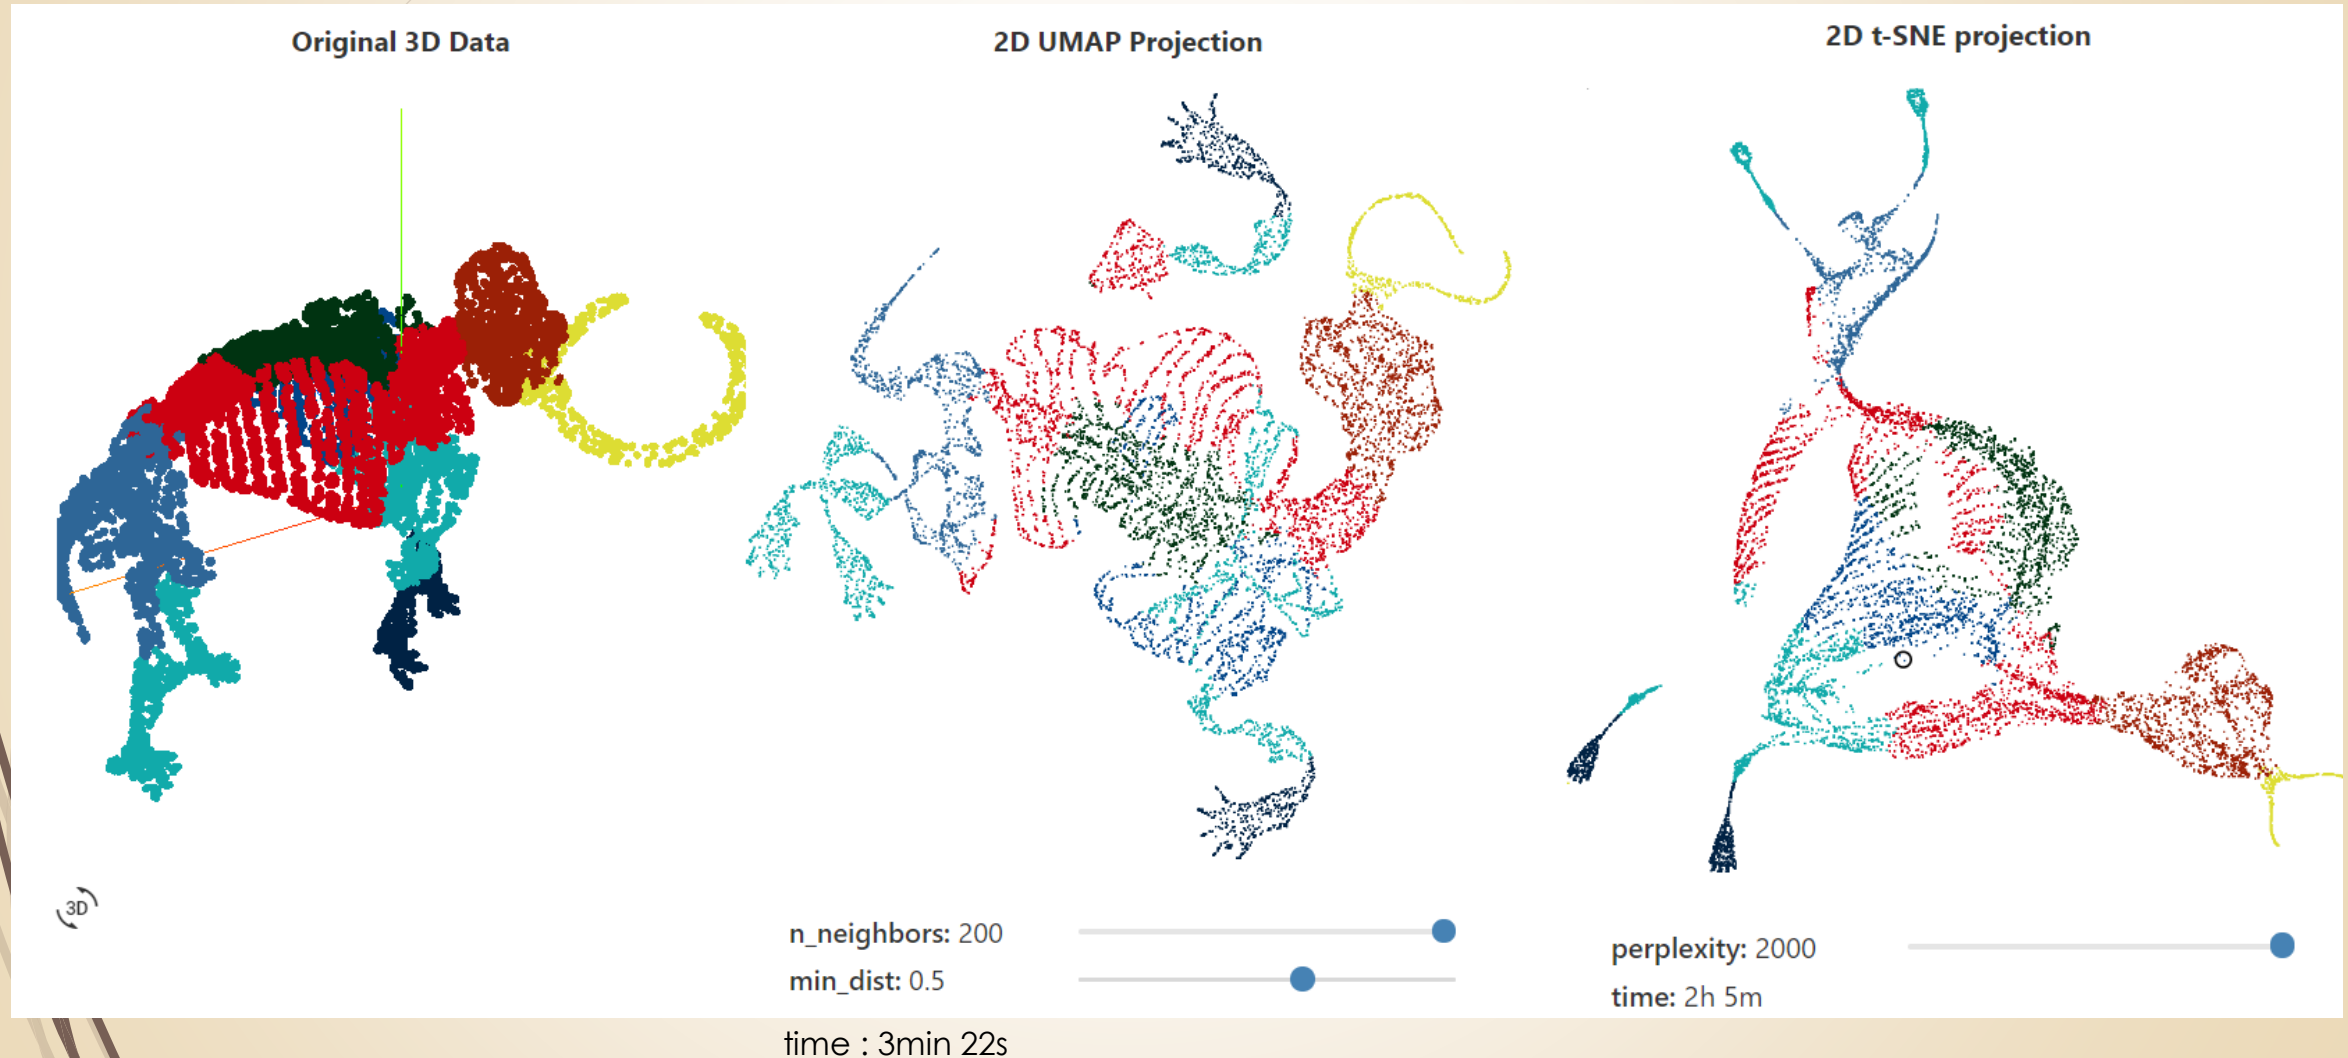 Original 3D Data
2D UMAP Projection
2D t-SNE projection
3D
n_neighbors: 200
min_dist: 0.5
time : 3min 22s
perplexity: 2000
time: 2h 5m